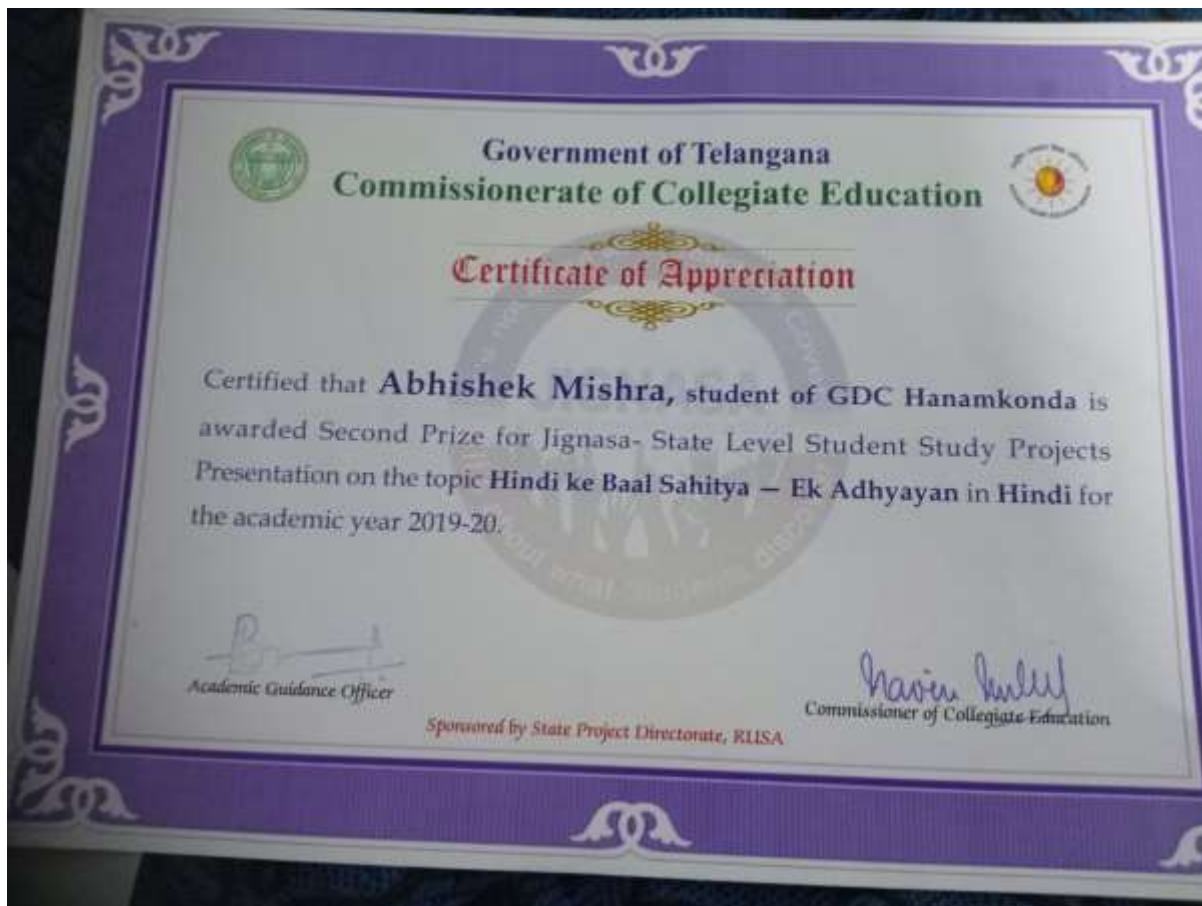 Government of Telangana
Commissionerate of Collegiate Education
Certificate of Appreciation
Certified that Abhishek Mishra, student of GDC Hanamkonda is
awarded Second Prize for Jignasa- State Level Student Study Projects
Presentation on the topic Hindi ke Baal Sahitya – Ek Adhyayan in Hindi for
the academic year 2019-20.
Academic Guidance Officer
Commissioner of Collegiate Education
Sponsored by State Project Directorate, RUSA